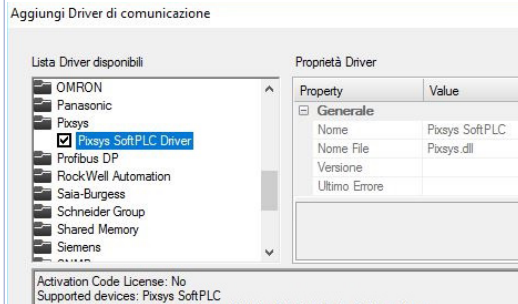 Aggiungi Driver di comunicazione
Lista Driver disponibili
OMRON
Panasonic
Pixsys
Pixsys SoftPLC Driver
Profibus DP
RockWell Automation
Saia-Burgess
Schneider Group
Shared Memory
Siemens
Proprietà Driver
Property Value
Generale
Nome Pixsys SoftPLC
Nome File Pixsys.dll
Versione
Ultimo Errore
Activation Code License: No
Supported devices: Pixsys SoftPLC